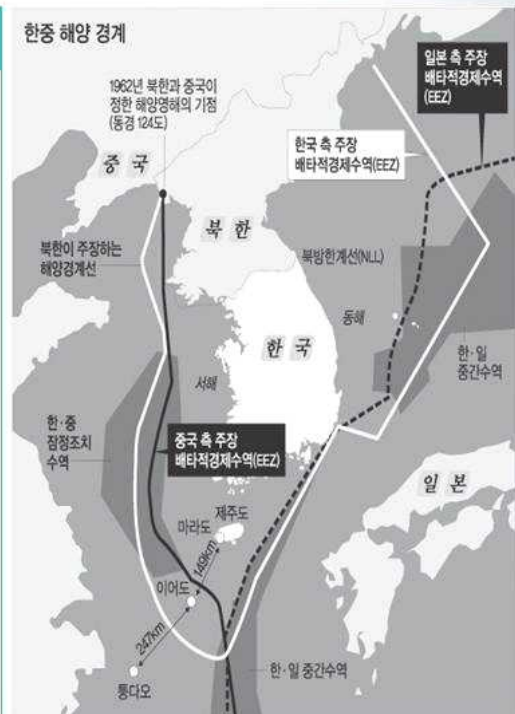 한중 해양 경계
일본 측 주장
배타적경제수역
(EEZ)
1962년 북한과 중국이
정한 해양영해의 기점
(동경 124도)
한국 측 주장
배타적경제수역(EEZ)
중국
북한
북한이 주장하는
해양경계선
북방한계선(NLL)
동해
한국
한·일
중간수역
서해
한·중
잠정조치
수역
중국 측 주장
배타적경제수역(EEZ)
일본
제주도
마라도
149km
이어도
247km
퉁다오
한·일 중간수역